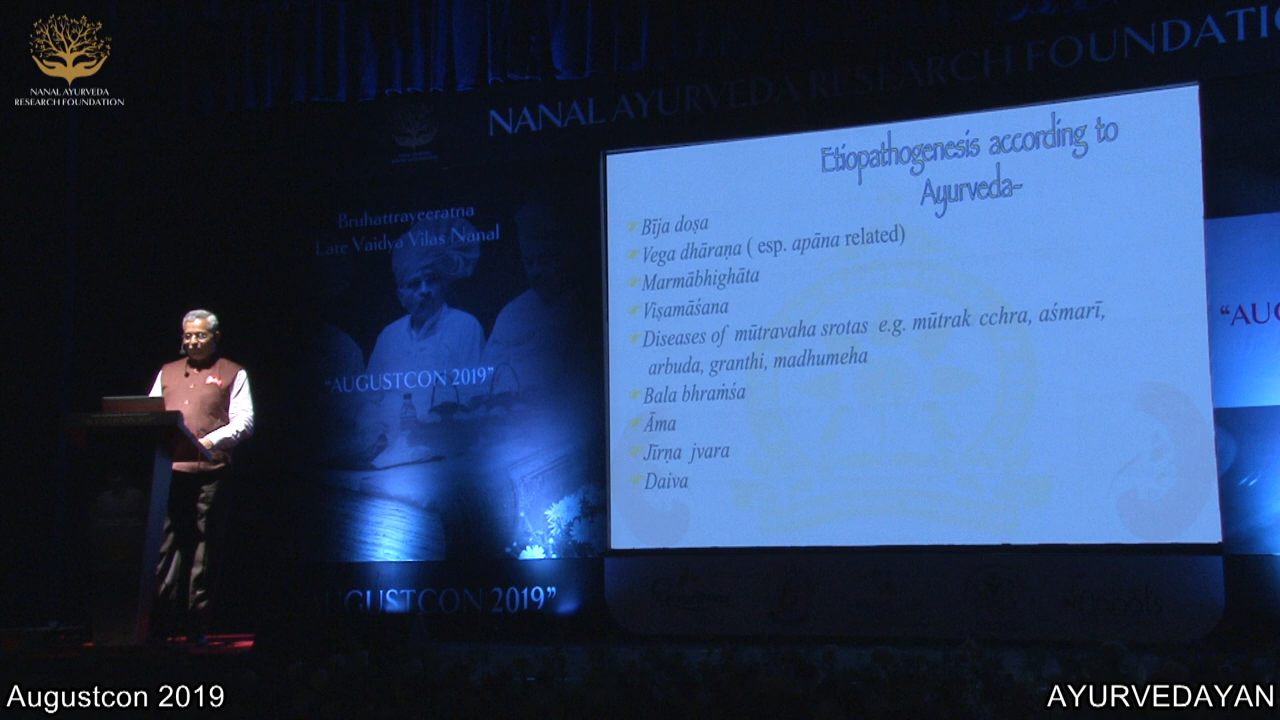 NANAL AYURVEDA
RESEARCH FOUNDATION
NANAL AYURVEDA RESEARCH FOUNDATIO
Bruhattrayeeratna
Late Vaidya Vilas Nanal
“AUGUSTCON 2019”
Etiopathogenesis according to
Ayurveda-
Bīja doṣa
Vega dhāraṇa ( esp. apāna related)
Marmābhighāta
Viṣamāśana
Diseases of mūtravaha srotas e.g. mūtrak cchra, aśmarī,
arbuda, granthi, madhumeha
Bala bhraṁśa
Āma
Jīrṇa jvara
Daiva
“AUG
UGUSTCON 2019”
Augustcon 2019
AYURVEDAYAN